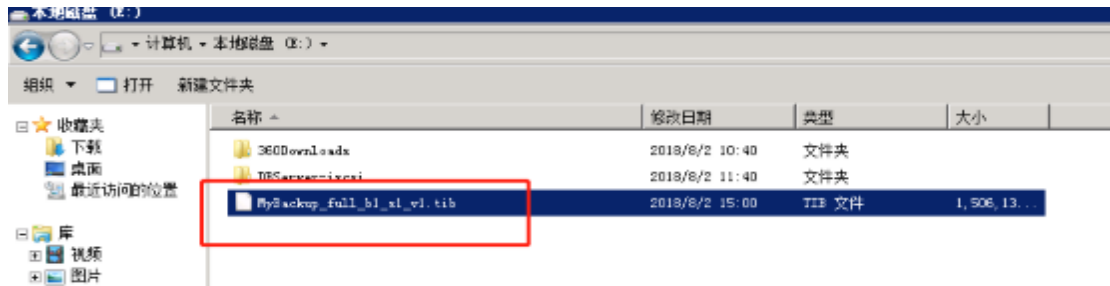 本地磁盘 (E:)
计算机 本地磁盘 (E:)
组织 打开 新建文件夹
收藏夹
下载
桌面
最近访问的位置
库
视频
图片
名称 修改日期 类型 大小
360Downloads 2018/8/2 10:40 文件夹
2018/8/2 11:40 文件夹
MyBackup_full_b1_s1_v1.tib 2018/8/2 15:00 TIB 文件 1,506,13...